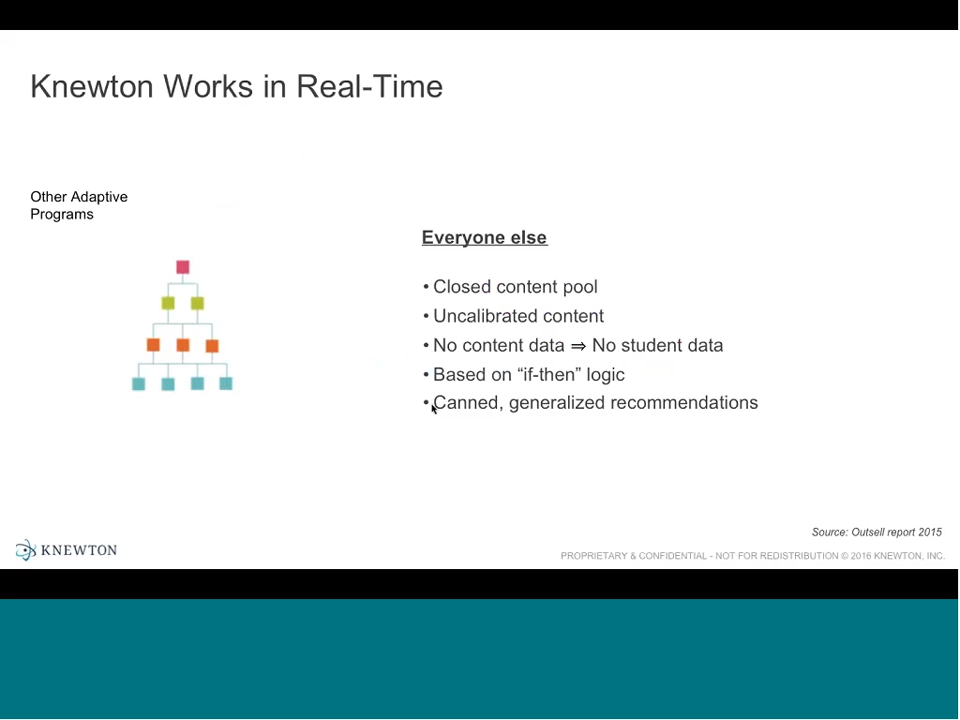 Knewton Works in Real-Time
Other Adaptive
Programs
Everyone else
• Closed content pool
• Uncalibrated content
• No content data ⇒ No student data
• Based on “if-then” logic
• Canned, generalized recommendations
Source: Outsell report 2015
KNEWTON
PROPRIETARY & CONFIDENTIAL - NOT FOR REDISTRIBUTION © 2016 KNEWTON, INC.